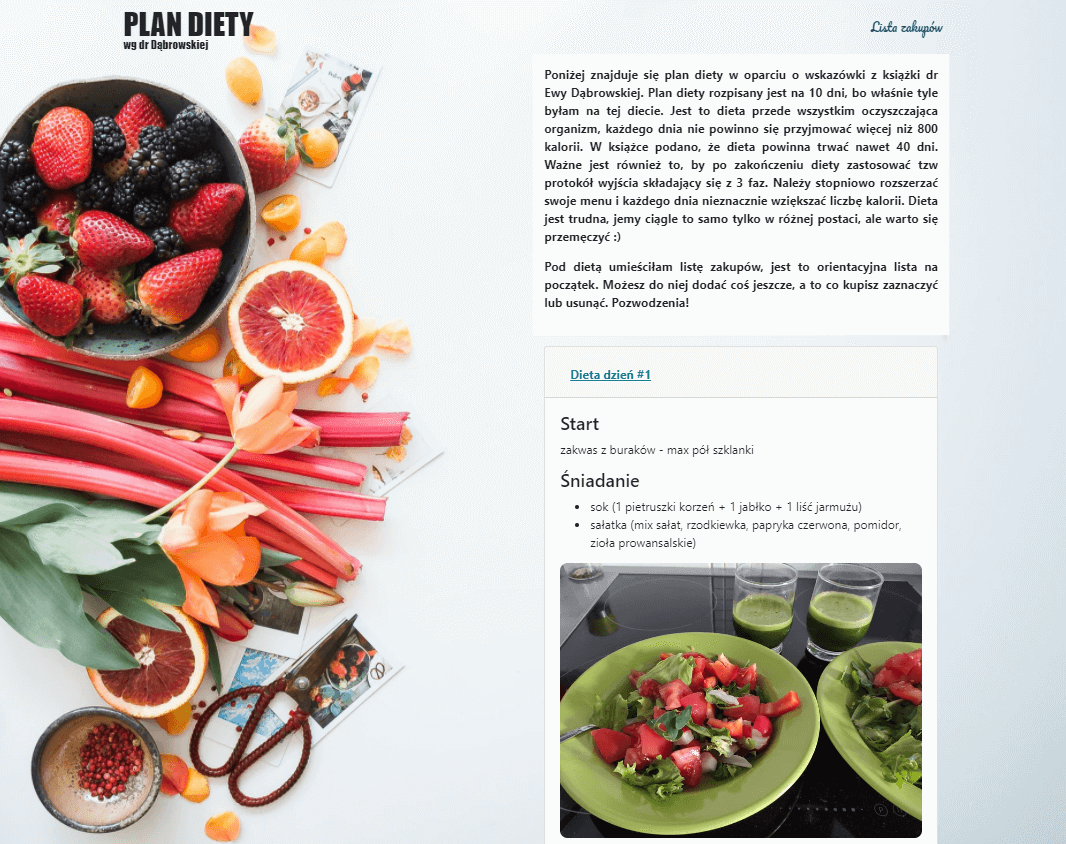 PLAN DIETY
wg dr Dąbrowskiej
Lista zakupów
Poniżej znajduje się plan diety w oparciu o wskazówki z książki dr
Ewy Dąbrowskiej. Plan diety rozpisany jest na 10 dni, bo właśnie tyle
byłam na tej diecie. Jest to dieta przede wszystkim oczyszczająca
organizm, każdego dnia nie powinno się przyjmować więcej niż 800
kalorii. W książce podano, że dieta powinna trwać nawet 40 dni.
Ważne jest również to, by po zakończeniu diety zastosować tzw
protokół wyjścia składający się z 3 faz. Należy stopniowo rozszerzać
swoje menu i każdego dnia nieznacznie wziększać liczbę kalorii. Dieta
jest trudna, jemy ciągle to samo tylko w różnej postaci, ale warto się
przemęczyć :)
Pod dietą umieściłam listę zakupów, jest to orientacyjna lista na
początek. Możesz do niej dodać coś jeszcze, a to co kupisz zaznaczyć
lub usunąć. Pozwodzenia!
Dieta dzień #1
Start
zakwas z buraków - max pół szklanki
Śniadanie
sok (1 pietruszki korzeń + 1 jabłko + 1 liść jarmużu)
sałatka (mix sałat, rzodkiewka, papryka czerwona, pomidor,
zioła prowansalskie)